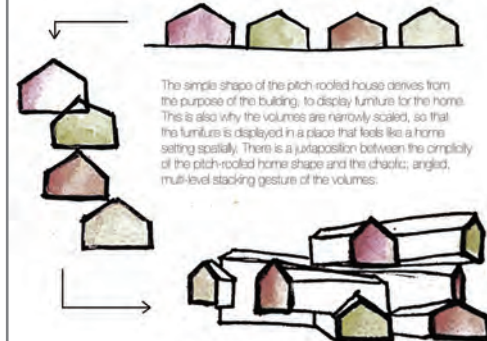 The simple shape of the pitch-roofed house derives from
the purpose of the building, to display furniture for the home.
This is also why the volumes are narrowly scaled, so that
the furniture is displayed in a place that feels like a home
setting spatially. There is a juxtaposition between the simplicity
of the pitch-roofed home shape and the chaotic, angled,
multi-level stacking gesture of the volumes.